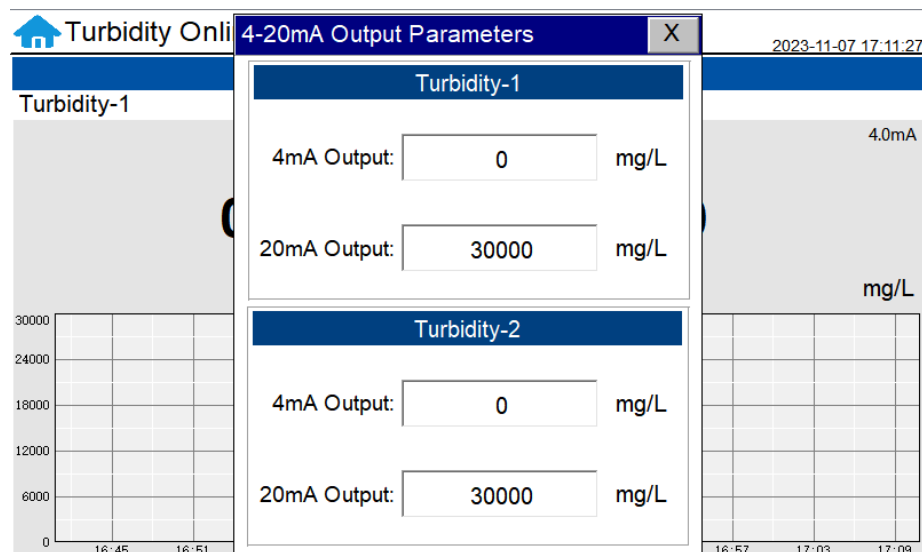 Turbidity Onli
4-20mA Output Parameters
X
2023-11-07 17:11:27
Turbidity-1
4.0mA
Turbidity-1
4mA Output:
0
mg/L
20mA Output:
30000
mg/L
mg/L
Turbidity-2
4mA Output:
0
mg/L
20mA Output:
30000
mg/L
30000
24000
18000
12000
6000
0
16:45
16:51
16:57
17:03
17:09